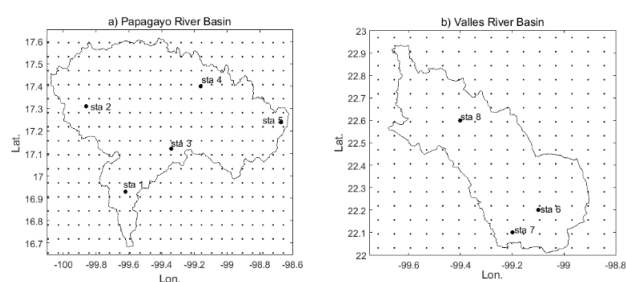 a) Papagayo River Basin
17.6
17.5
17.4
17.3
17.2
17.1
17
16.9
16.8
16.7
Lat.
sta 4
sta 2
sta 5
sta 3
sta 1
-100 -99.8 -99.6 -99.4 -99.2 -99 -98.8 -98.6
Lon.
b) Valles River Basin
23
22.9
22.8
22.7
22.6
22.5
22.4
22.3
22.2
22.1
22
Lat.
sta 8
sta 6
sta 7
-99.6 -99.4 -99.2 -99 -98.8
Lon.